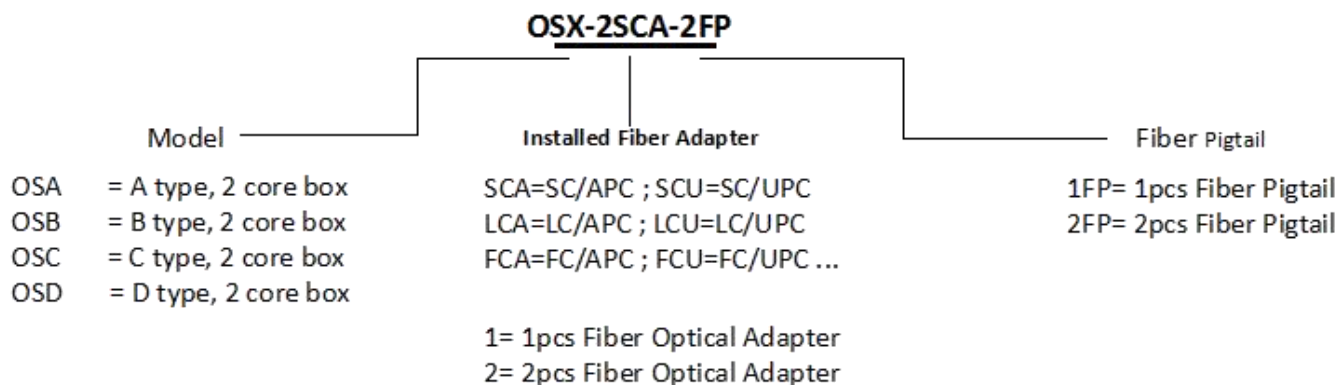 OSX-2SCA-2FP
Model
OSA = A type, 2 core box
OSB = B type, 2 core box
OSC = C type, 2 core box
OSD = D type, 2 core box
Installed Fiber Adapter
SCA=SC/APC ; SCU=SC/UPC
LCA=LC/APC ; LCU=LC/UPC
FCA=FC/APC ; FCU=FC/UPC ...
1= 1pcs Fiber Optical Adapter
2= 2pcs Fiber Optical Adapter
Fiber Pigtail
1FP= 1pcs Fiber Pigtail
2FP= 2pcs Fiber Pigtail